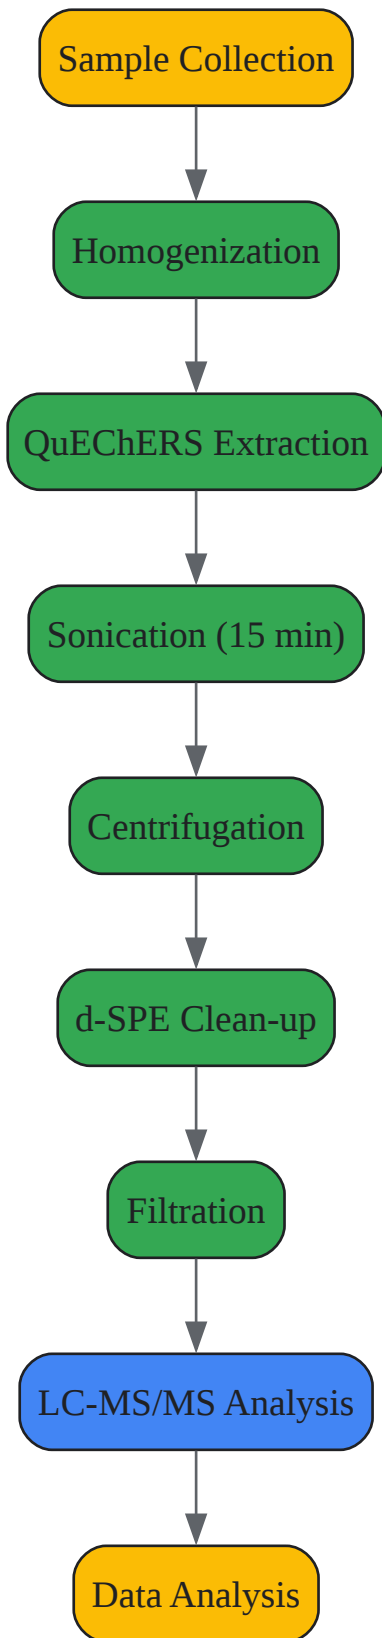 Sample Collection
Homogenization
QuEChERS Extraction
Sonication (15 min)
Centrifugation
d-SPE Clean-up
Filtration
LC-MS/MS Analysis
Data Analysis